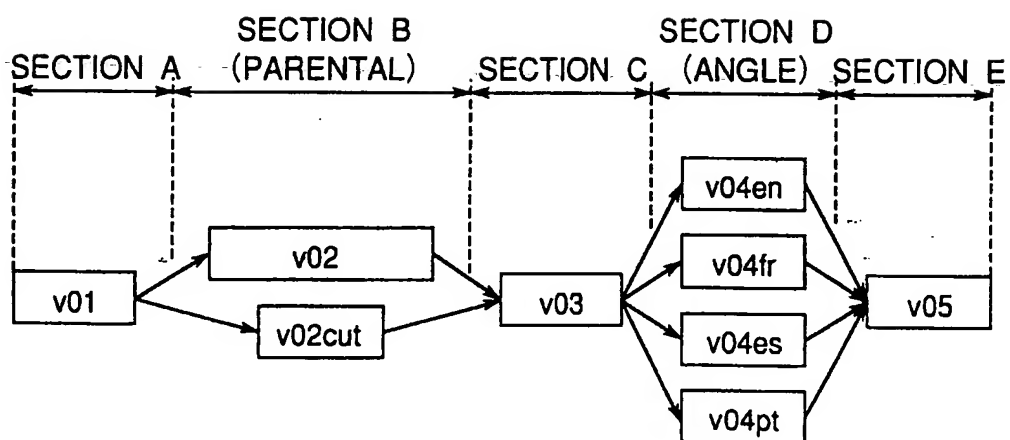 SECTION A
SECTION B
(PARENTAL)
SECTION C
SECTION D
(ANGLE)
SECTION E
v01
v02
v02cut
v03
v04en
v04fr
v04es
v04pt
v05